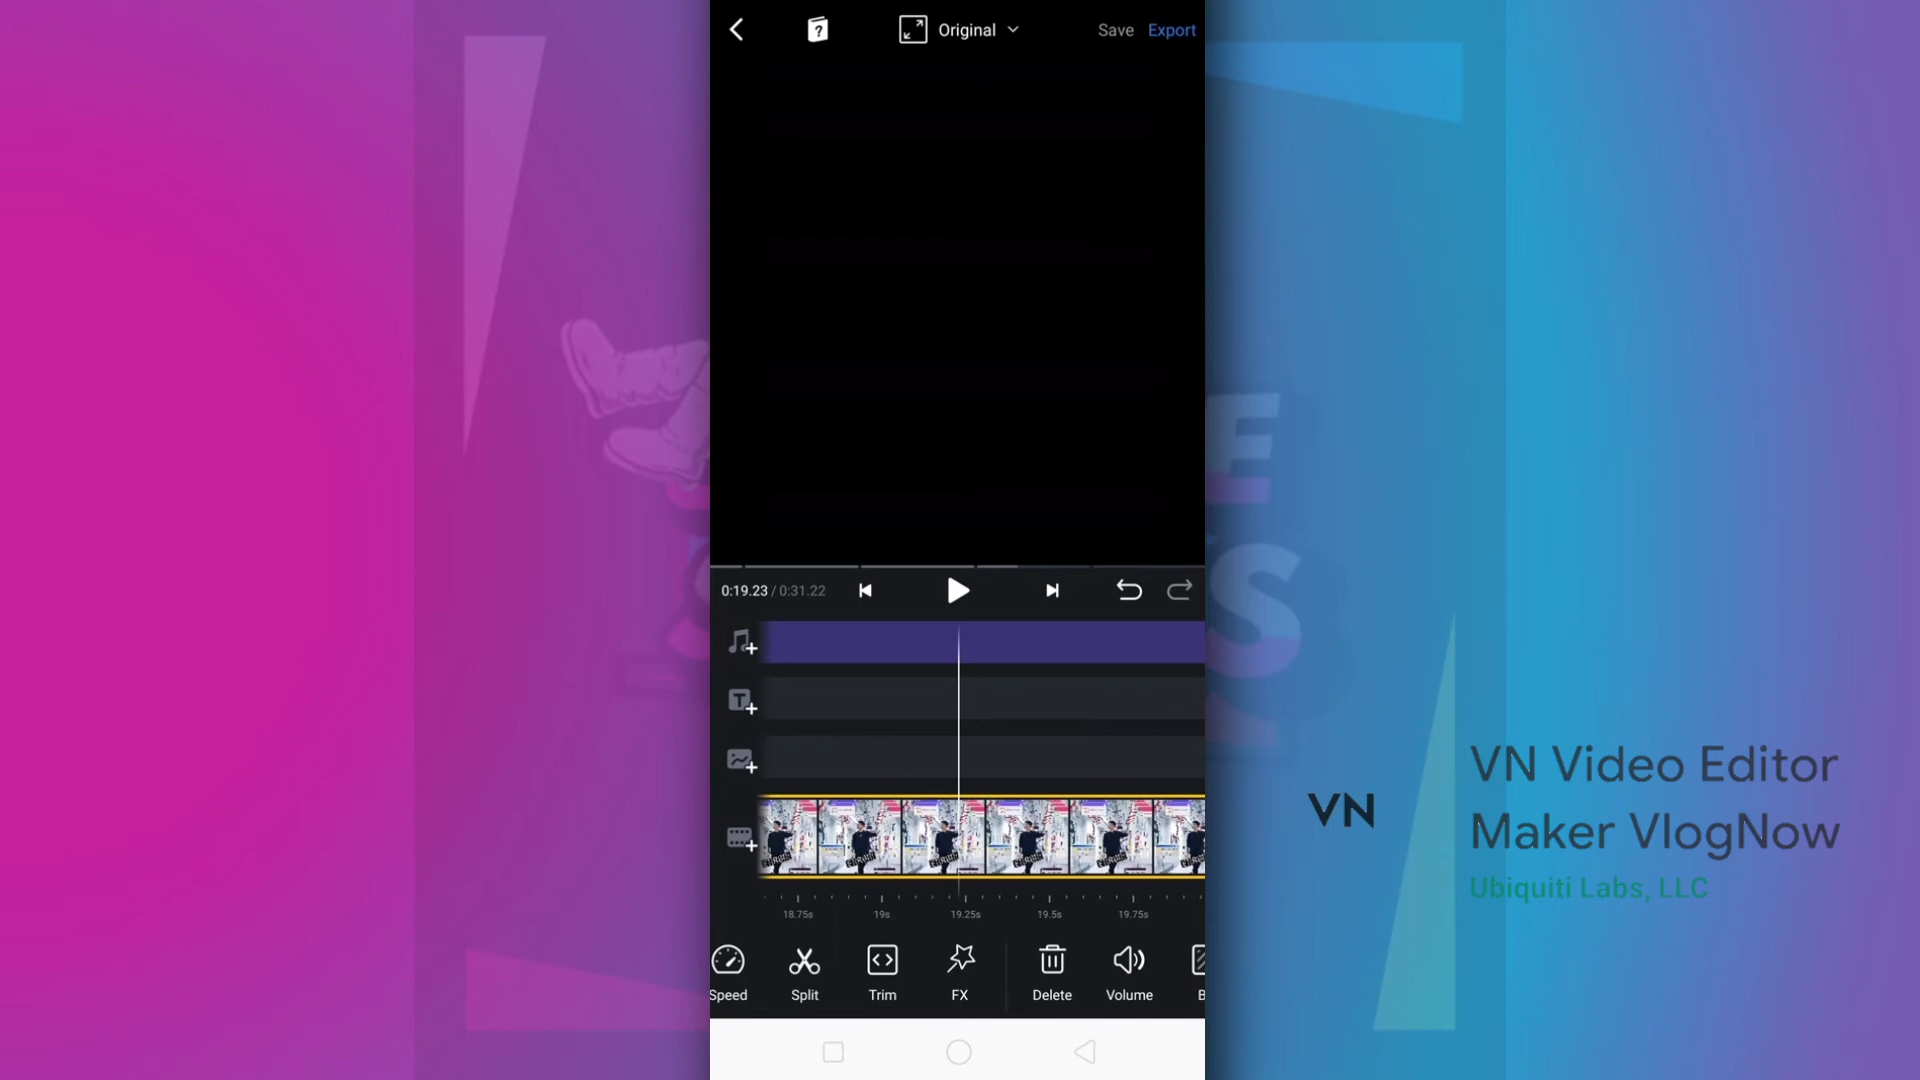 Original
Save
Export
0:19.23 / 0:31.22
18.75s
19s
19.25s
19.5s
19.75s
Speed
Split
Trim
FX
Delete
Volume
B
VN
VN Video Editor
Maker VlogNow
Ubiquiti Labs, LLC
E
S